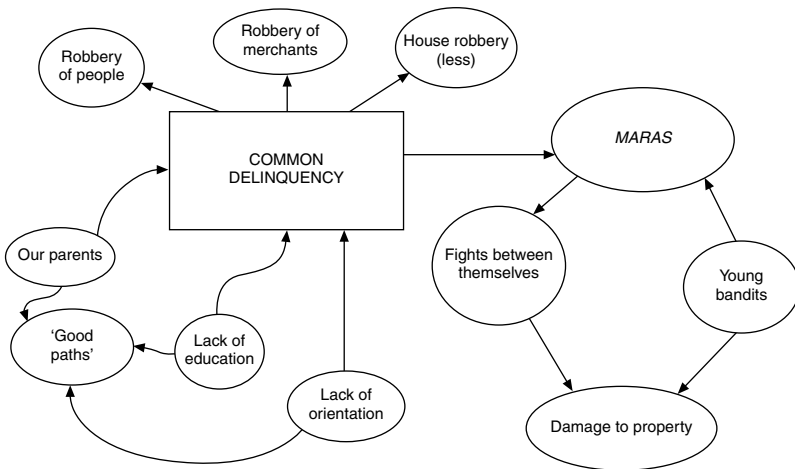 Robbery of
merchants
House robbery
(less)
Robbery
of people
MARAS
COMMON
DELINQUENCY
Our parents
Fights between
themselves
Young
bandits
‘Good
paths’
Lack of
education
Lack of
orientation
Damage to
property